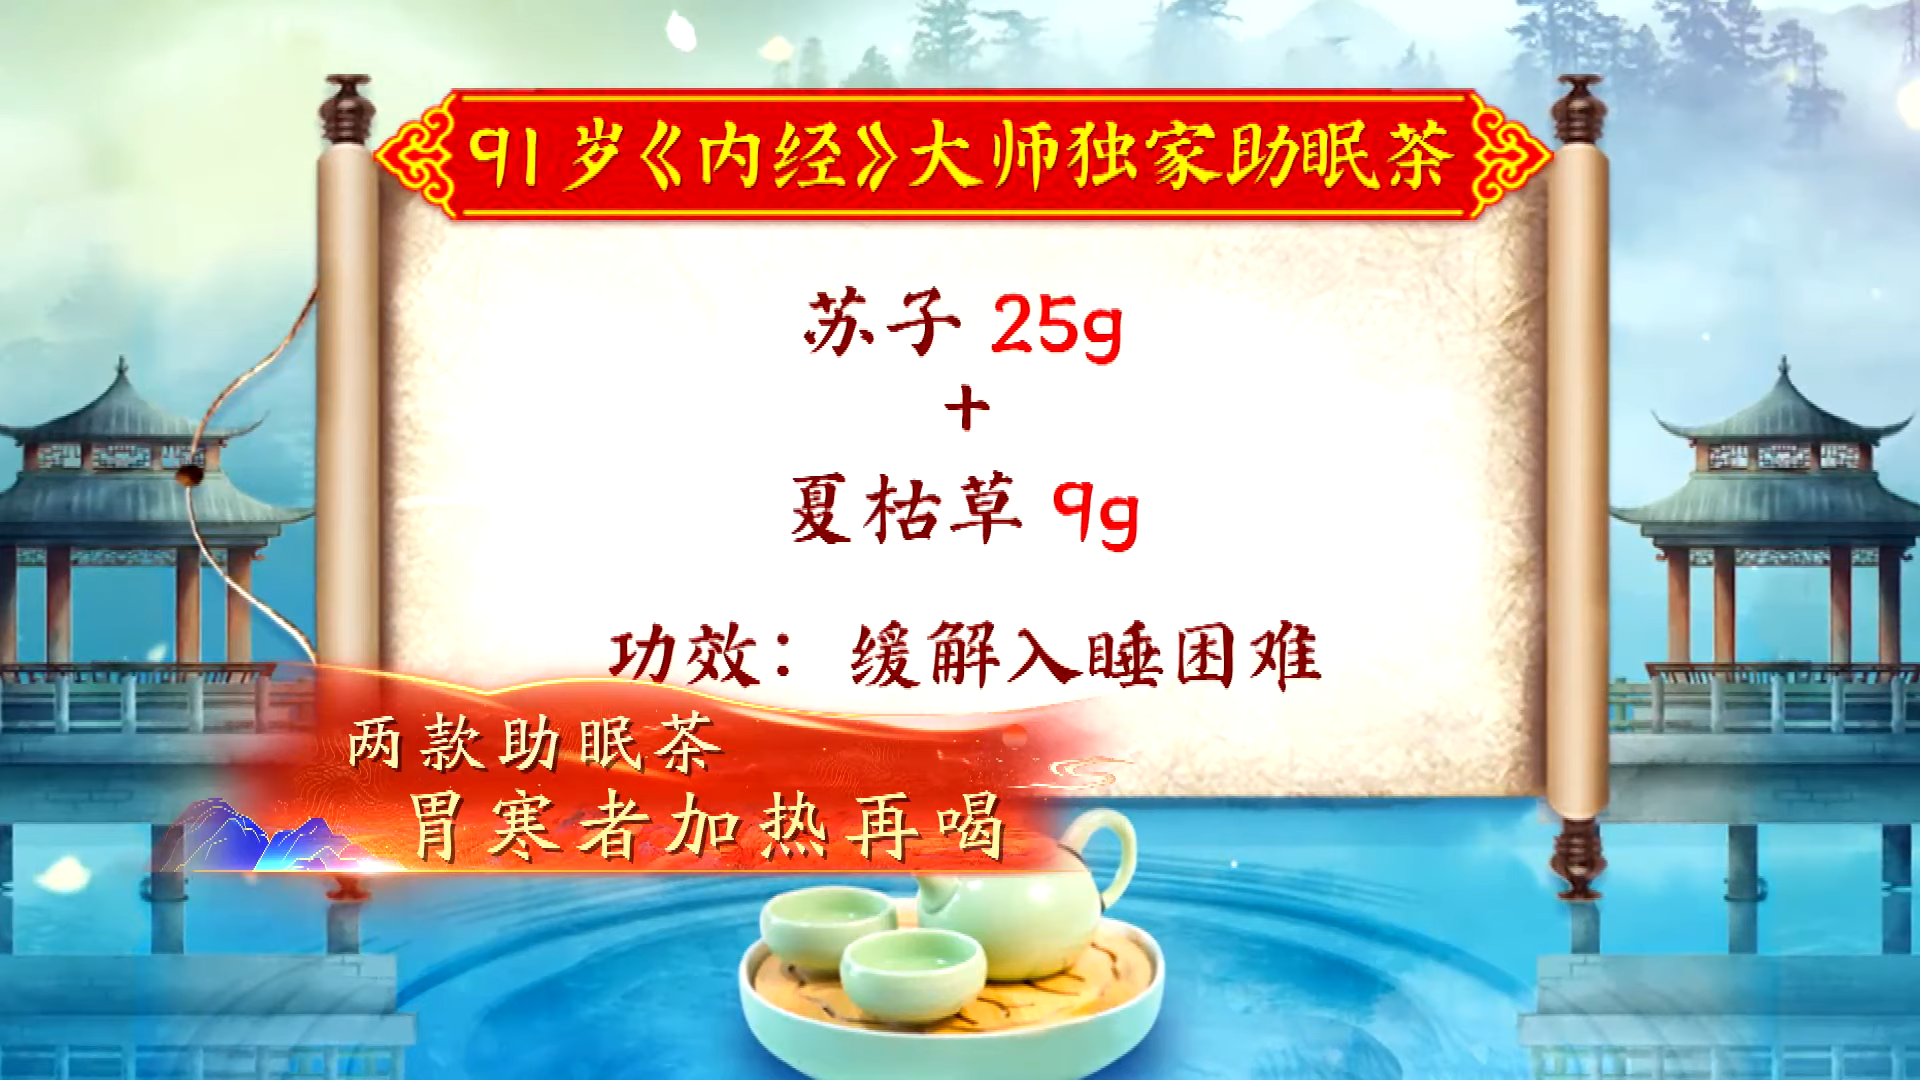 91岁《内经》大师独家助眠茶
苏子 25g
+
夏枯草 9g
功效：缓解入睡困难
两款助眠茶
胃寒者加热再喝